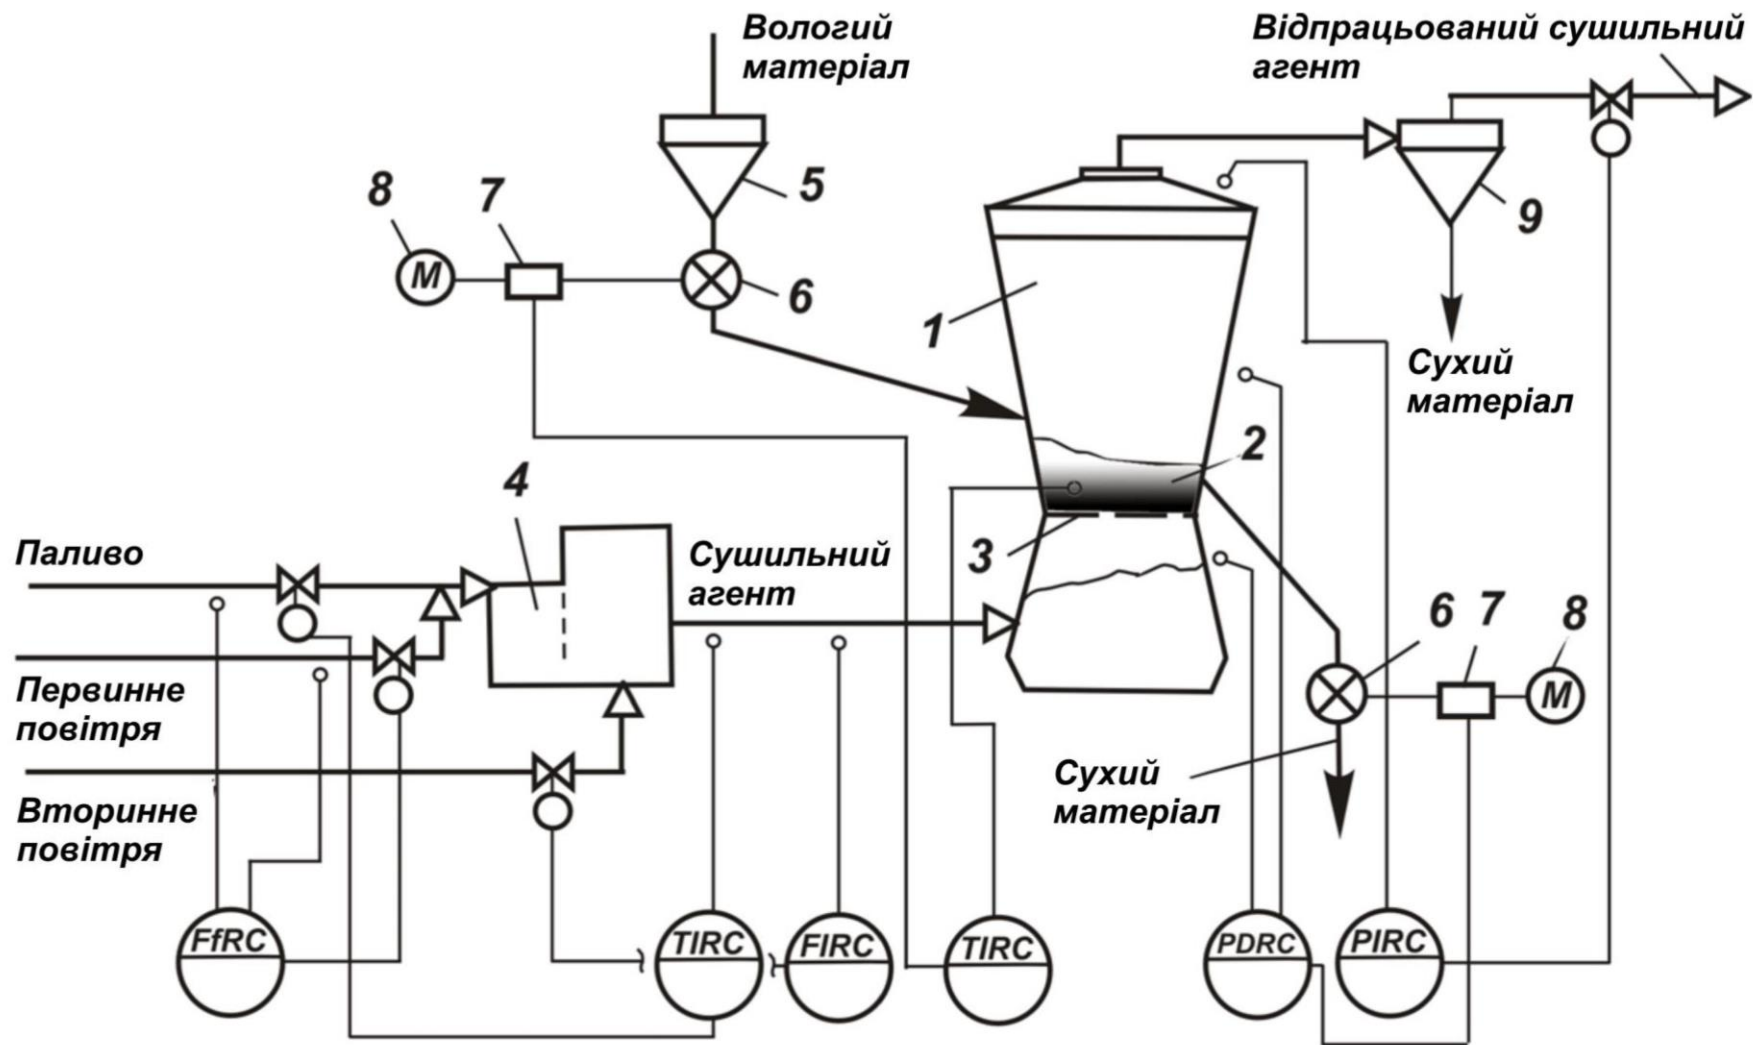 Вологий
матеріал
Відпрацьований сушильний
агент
8
7
5
9
6
1
Сухий
матеріал
2
4
Паливо
Сушильний
агент
3
6
7
8
M
M
Первинне
повітря
Сухий
матеріал
Вторинне
повітря
FfRC
TIRC
FIRC
TIRC
PDRC
PIRC